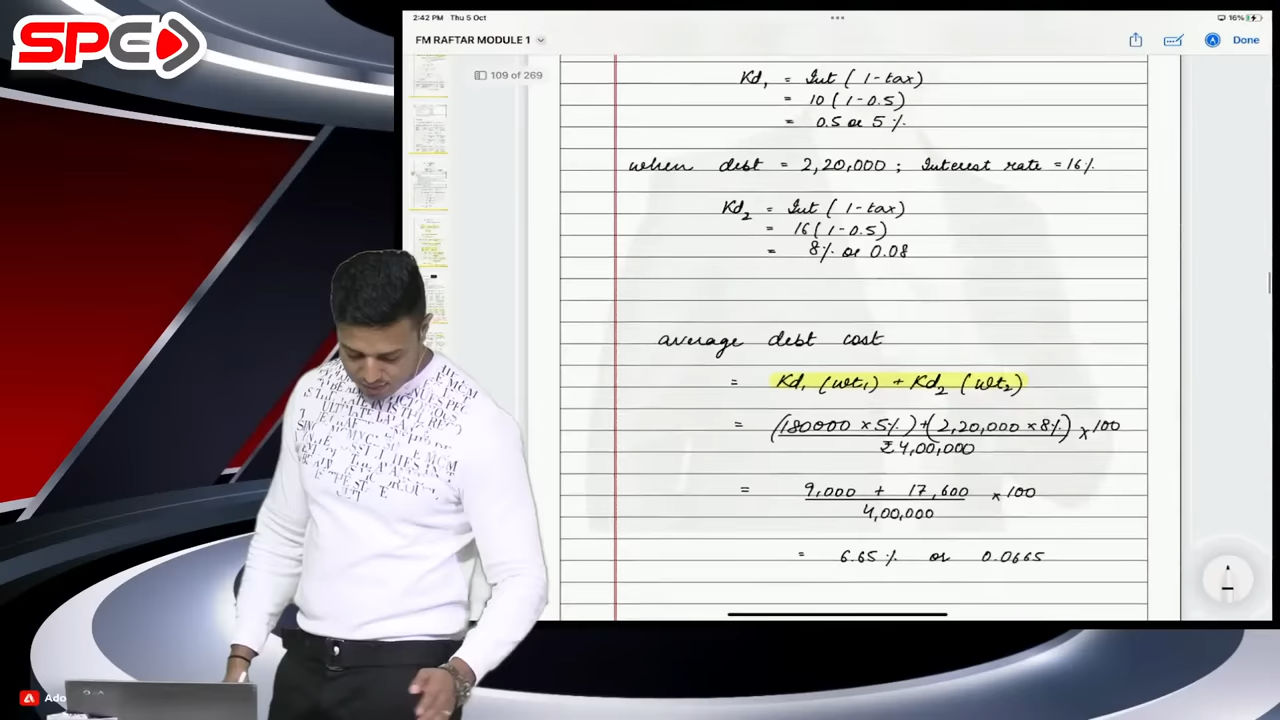 SPC
2:42 PM Thu 5 Oct
16%
FM RAFTAR MODULE 1
Done
109 of 269
Kd1 = Int ( 1-tax)
= 10 ( 1-0.5)
= 0.5 or 5%.
when debt = 2,20,000 ; Interest rate = 16%.
Kd2 = Int ( 1-tax)
= 16 ( 1-0.5)
= 8% or 0.08
average debt cost
= Kd1 (wt1) + Kd2 (wt2)
= (180000 × 5%) + (2,20,000 × 8%) × 100
₹ 4,00,000
= 9,000 + 17,600 × 100
4,00,000
= 6.65% or 0.0665
Ado